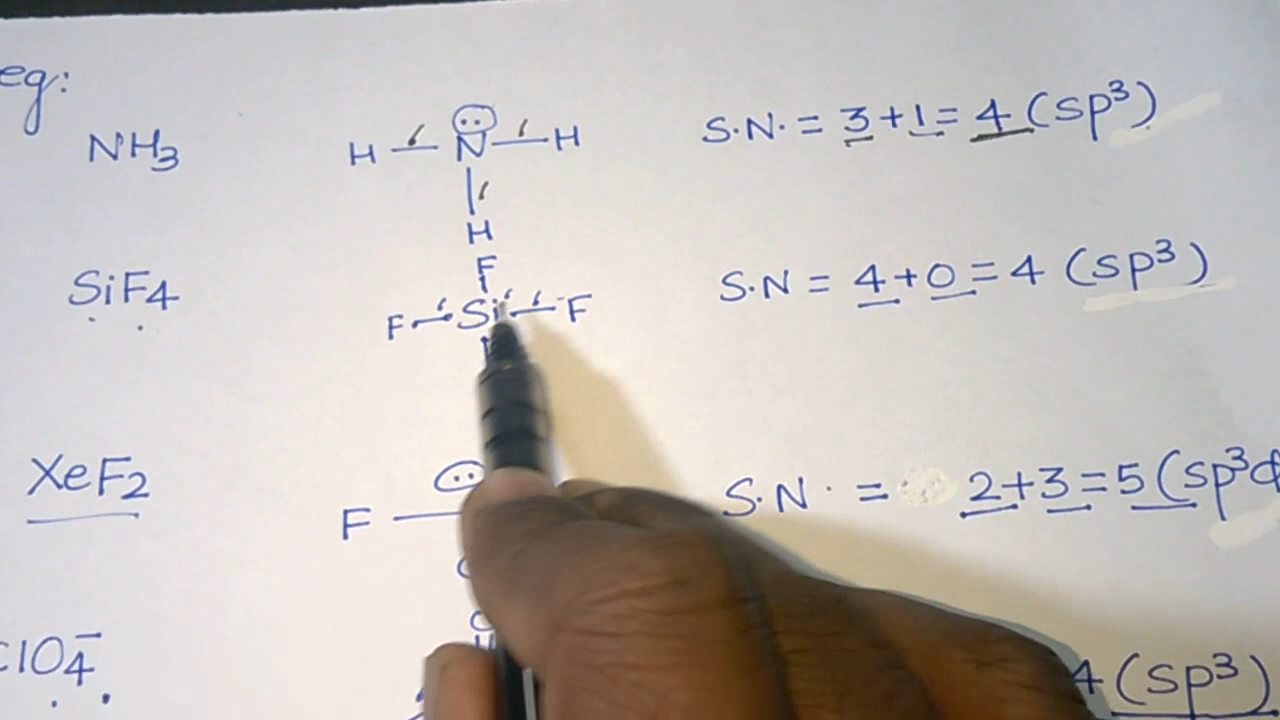 eg:
NH3
H — N̈ — H
|
H
S.N. = 3+1 = 4 (sp³)
SiF4
F
F — Si — F
S.N = 4+0 = 4 (sp³)
XeF2
F —
S.N. = 2+3=5 (sp³d
ClO4⁻
4 (sp³)